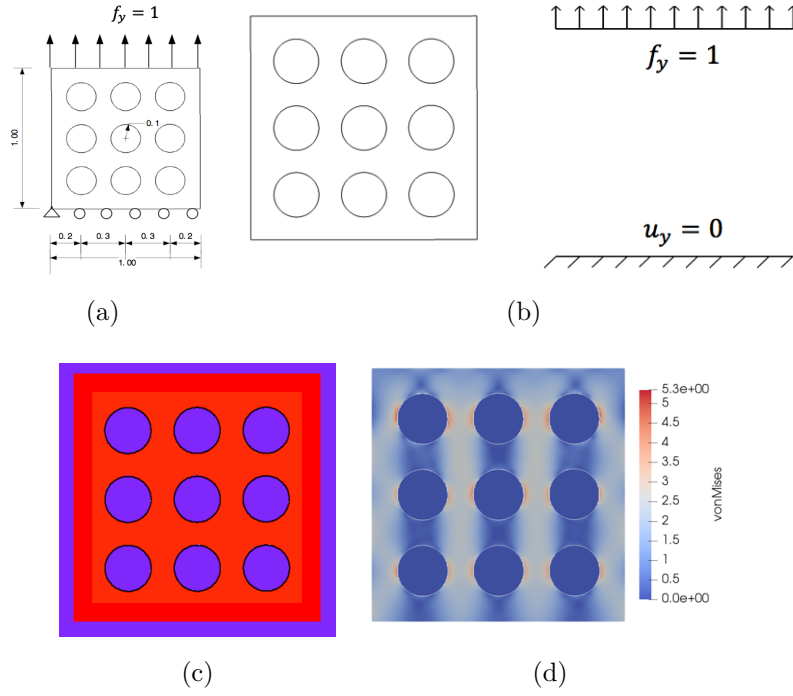 f_y = 1
0. 1
1. 00
0. 2 0. 3 0. 3 0. 2
1. 00
(a)
f_y = 1
u_y = 0
(b)
(c)
5.3e+00
5
4.5
4
3.5
3
2.5
2
1.5
1
0.5
0.0e+00
vonMises
(d)